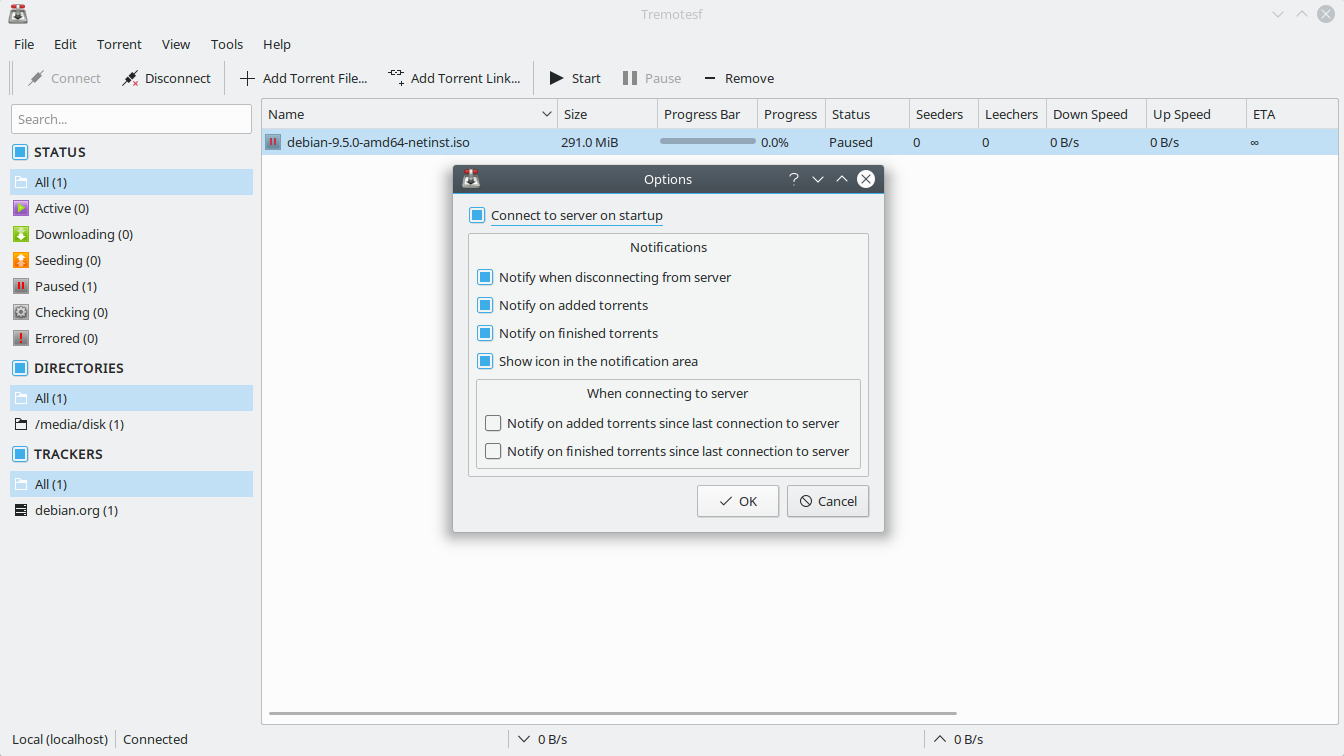 Tremotesf
File Edit Torrent View Tools Help
Connect Disconnect Add Torrent File... Add Torrent Link... Start Pause Remove
Search...
Name Size Progress Bar Progress Status Seeders Leechers Down Speed Up Speed ETA
debian-9.5.0-amd64-netinst.iso 291.0 MiB 0.0% Paused 0 0 0 B/s 0 B/s ∞
STATUS
All (1)
Active (0)
Downloading (0)
Seeding (0)
Paused (1)
Checking (0)
Errored (0)
DIRECTORIES
All (1)
/media/disk (1)
TRACKERS
All (1)
debian.org (1)
Options
Connect to server on startup
Notifications
Notify when disconnecting from server
Notify on added torrents
Notify on finished torrents
Show icon in the notification area
When connecting to server
Notify on added torrents since last connection to server
Notify on finished torrents since last connection to server
OK Cancel
Local (localhost) Connected 0 B/s 0 B/s